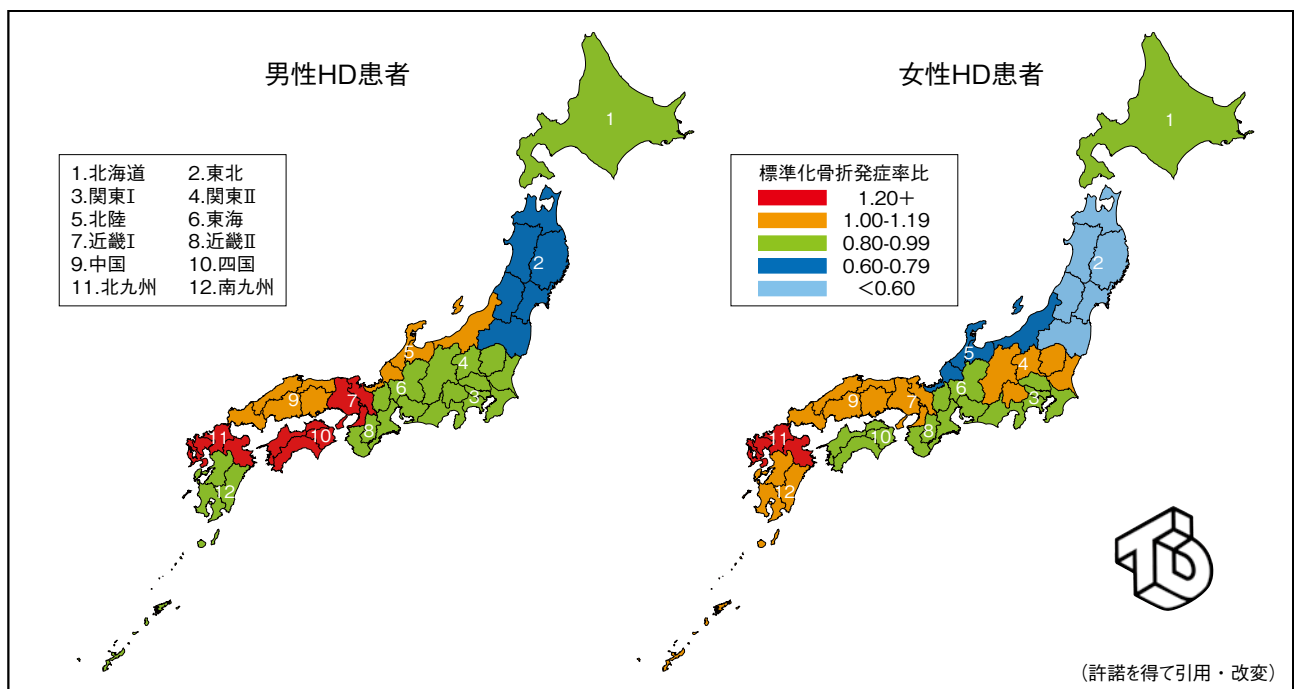 男性HD患者
1.北海道 2.東北
3.関東I 4.関東II
5.北陸 6.東海
7.近畿I 8.近畿II
9.中国 10.四国
11.北九州 12.南九州
1
2
5
4
6
3
7
9
8
10
11
12
女性HD患者
標準化骨折発症率比
1.20+
1.00-1.19
0.80-0.99
0.60-0.79
<0.60
1
2
5
4
6
3
7
9
8
10
11
12
TD
(許諾を得て引用・改変)